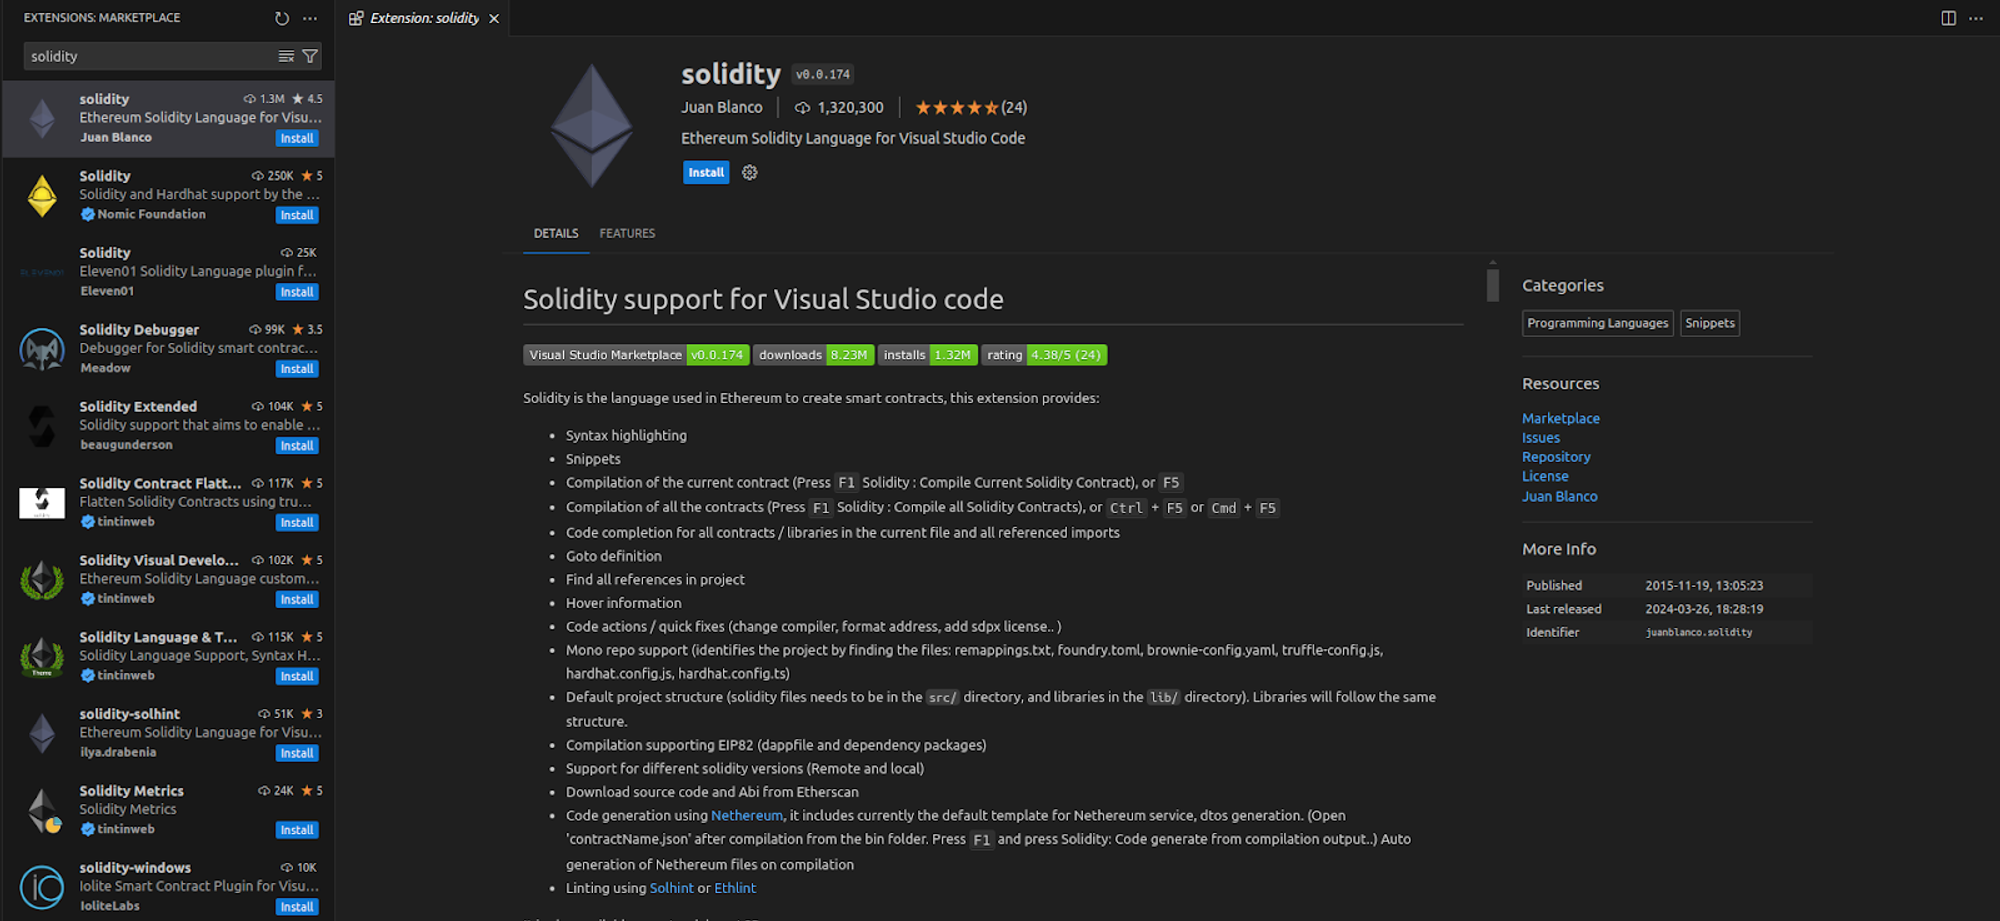 EXTENSIONS: MARKETPLACE
solidity
solidity 1.3M ★ 4.5
Ethereum Solidity Language for Visu...
Juan Blanco Install
Solidity 250K ★ 5
Solidity and Hardhat support by the ...
Nomic Foundation Install
Solidity 25K
Eleven01 Solidity Language plugin f...
Eleven01 Install
Solidity Debugger 99K ★ 3.5
Debugger for Solidity smart contrac...
Meadow Install
Solidity Extended 104K ★ 5
Solidity support that aims to enable ...
beaugunderson Install
Solidity Contract Flatt... 117K ★ 5
Flatten Solidity Contracts using tru...
tintinweb Install
Solidity Visual Develo... 102K ★ 5
Ethereum Solidity Language custom...
tintinweb Install
Solidity Language & T... 115K ★ 5
Solidity Language Support, Syntax H...
tintinweb Install
Theme
solidity-solhint 51K ★ 3
Ethereum Solidity Language for Visu...
ilya.drabenia Install
Solidity Metrics 24K ★ 5
Solidity Metrics
tintinweb Install
solidity-windows 10K
Iolite Smart Contract Plugin for Visu...
IoliteLabs Install
Extension: solidity
solidity v0.0.174
Juan Blanco 1,320,300 (24)
Ethereum Solidity Language for Visual Studio Code
Install
DETAILS FEATURES
Solidity support for Visual Studio code
Visual Studio Marketplace v0.0.174 downloads 8.23M installs 1.32M rating 4.38/5 (24)
Solidity is the language used in Ethereum to create smart contracts, this extension provides:
• Syntax highlighting
• Snippets
• Compilation of the current contract (Press F1 Solidity : Compile Current Solidity Contract), or F5
• Compilation of all the contracts (Press F1 Solidity : Compile all Solidity Contracts), or Ctrl + F5 or Cmd + F5
• Code completion for all contracts / libraries in the current file and all referenced imports
• Goto definition
• Find all references in project
• Hover information
• Code actions / quick fixes (change compiler, format address, add sdpx license.. )
• Mono repo support (identifies the project by finding the files: remappings.txt, foundry.toml, brownie-config.yaml, truffle-config.js,
hardhat.config.js, hardhat.config.ts)
• Default project structure (solidity files needs to be in the src/ directory, and libraries in the lib/ directory). Libraries will follow the same
structure.
• Compilation supporting EIP82 (dappfile and dependency packages)
• Support for different solidity versions (Remote and local)
• Download source code and Abi from Etherscan
• Code generation using Nethereum, it includes currently the default template for Nethereum service, dtos generation. (Open
'contractName.json' after compilation from the bin folder. Press F1 and press Solidity: Code generate from compilation output..) Auto
generation of Nethereum files on compilation
• Linting using Solhint or Ethlint
Categories
Programming Languages Snippets
Resources
Marketplace
Issues
Repository
License
Juan Blanco
More Info
Published 2015-11-19, 13:05:23
Last released 2024-03-26, 18:28:19
Identifier juanblanco.solidity